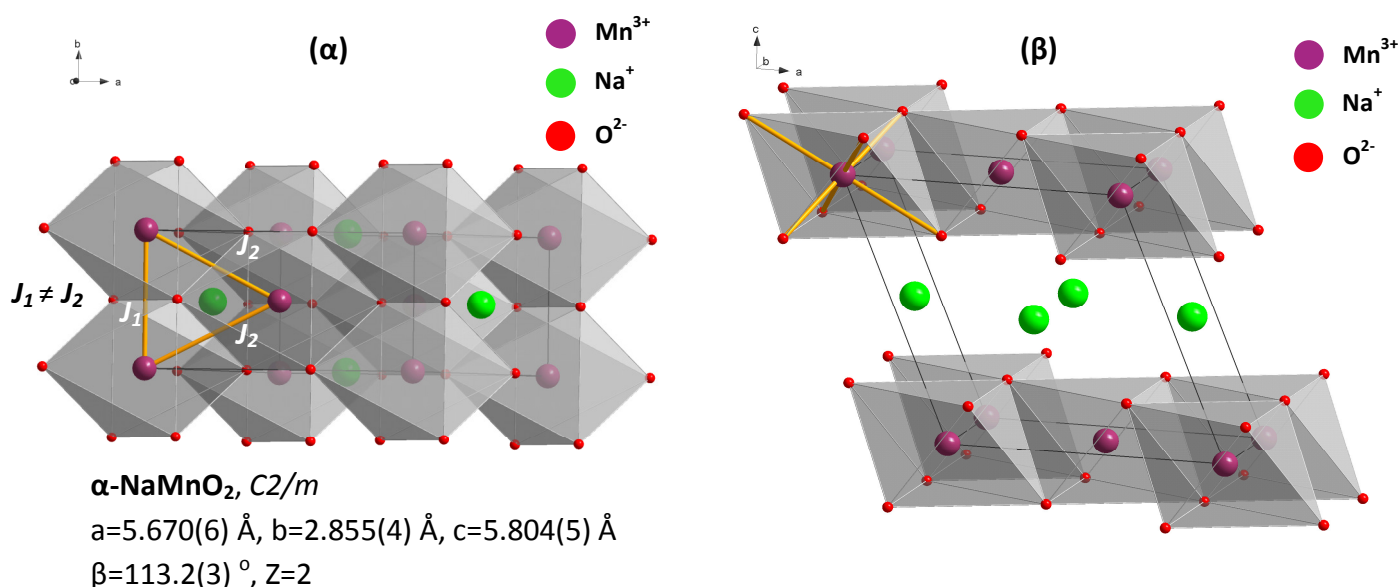 b
c a
(α)
Mn3+
Na+
O2-
J2
J1 ≠ J2
J1
J2
α-NaMnO2, C2/m
a=5.670(6) Å, b=2.855(4) Å, c=5.804(5) Å
β=113.2(3) o, Z=2
c
b
a
(β)
Mn3+
Na+
O2-